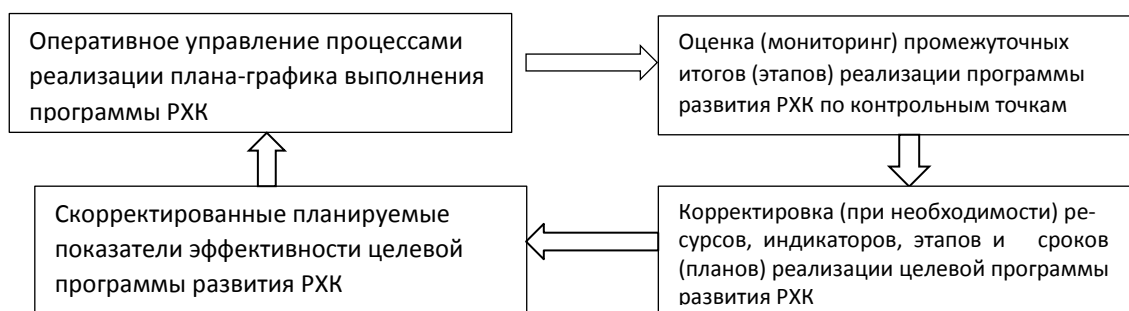 Оперативное управление процессами
реализации плана-графика выполнения
программы РХК
Оценка (мониторинг) промежуточных
итогов (этапов) реализации программы
развития РХК по контрольным точкам
Скорректированные планируемые
показатели эффективности целевой
программы развития РХК
Корректировка (при необходимости) ре-
сурсов, индикаторов, этапов и сроков
(планов) реализации целевой программы
развития РХК